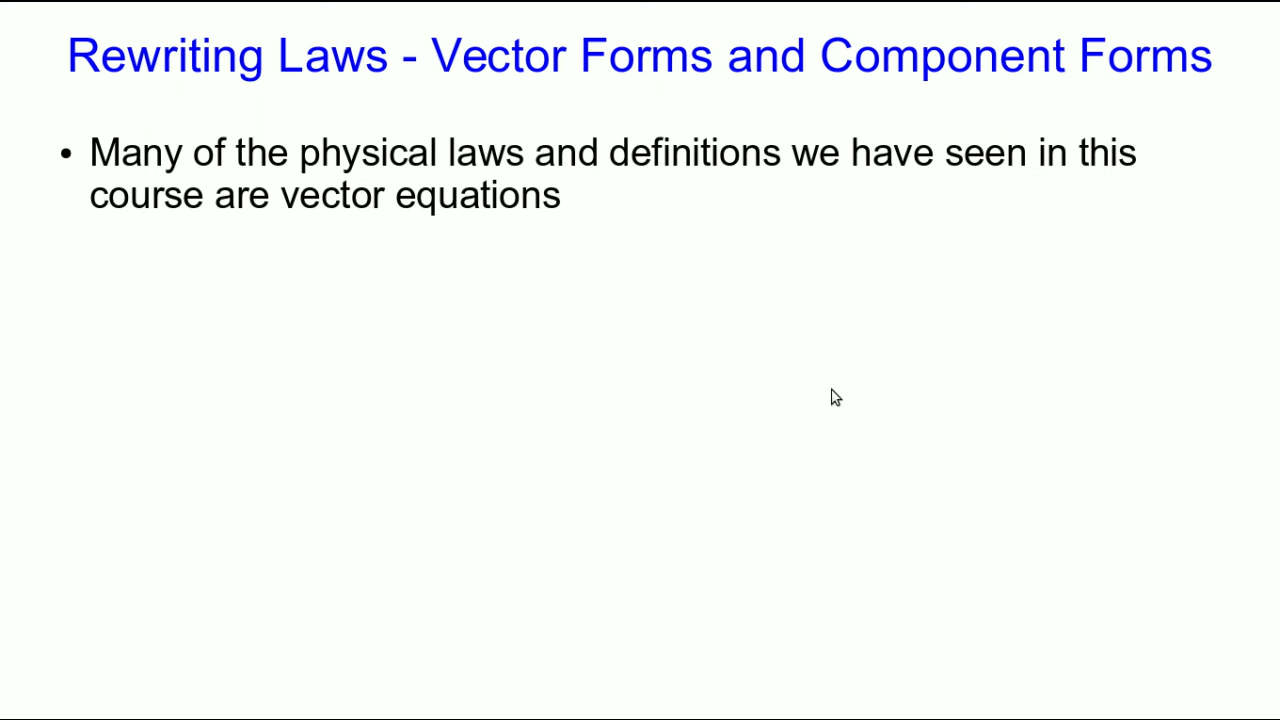 Rewriting Laws - Vector Forms and Component Forms
• Many of the physical laws and definitions we have seen in this
course are vector equations